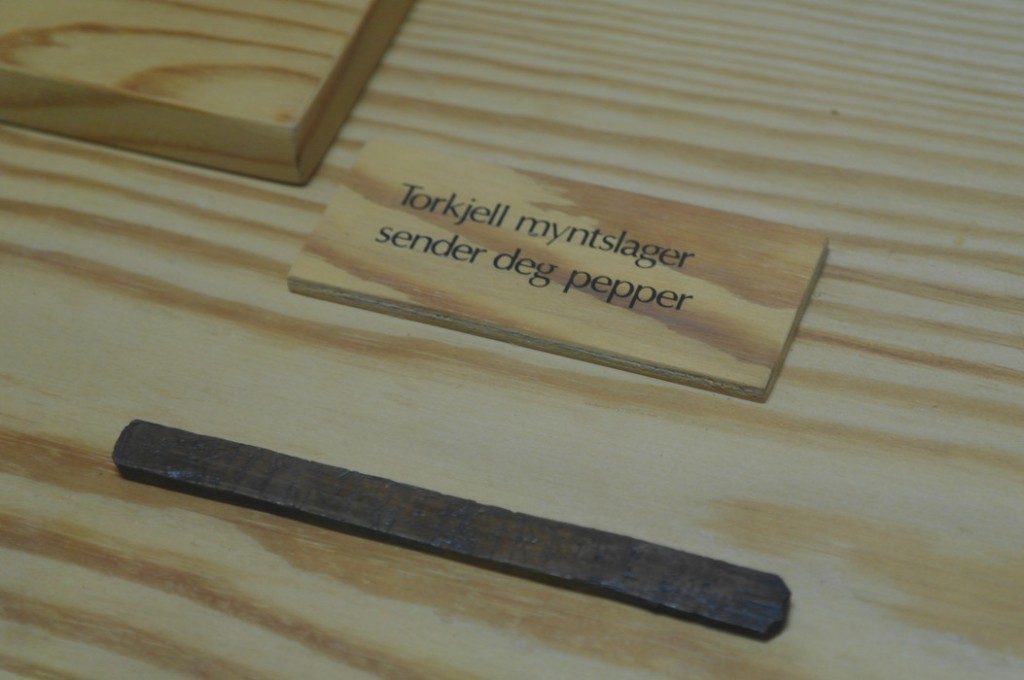 Torkjell myntslager
sender deg pepper